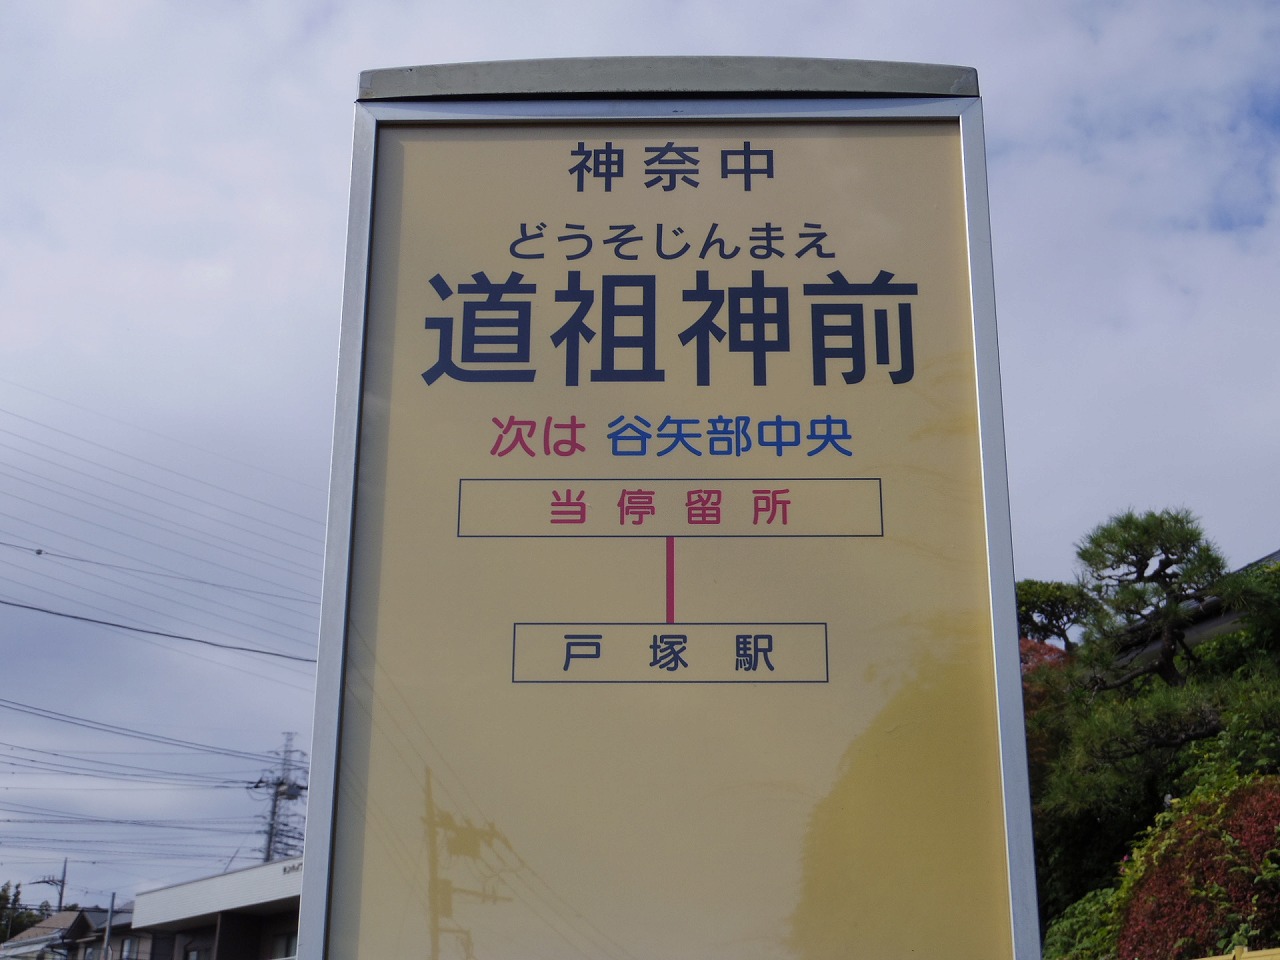 神奈中
どうそじんまえ
道祖神前
次は 谷矢部中央
当停留所
戸塚駅